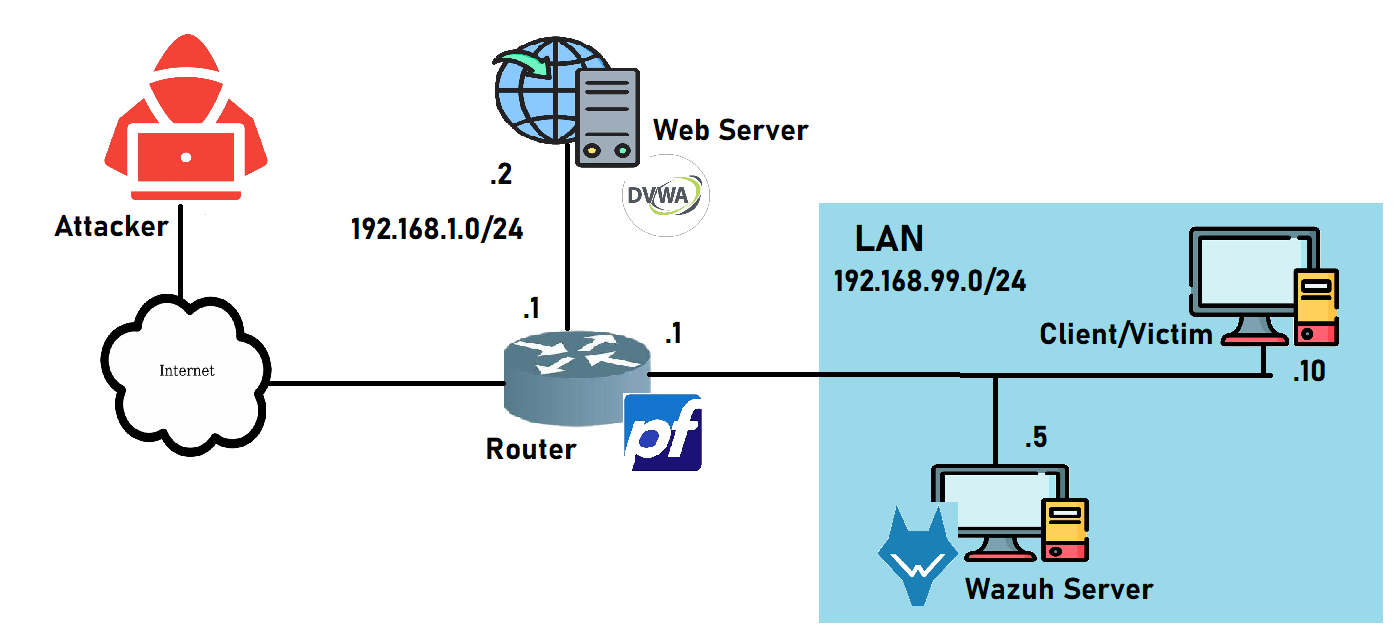 Web Server
.2
DVWA
Attacker
192.168.1.0/24
LAN
192.168.99.0/24
.1
.1
Client/Victim
Internet
.10
Router
pf
.5
Wazuh Server